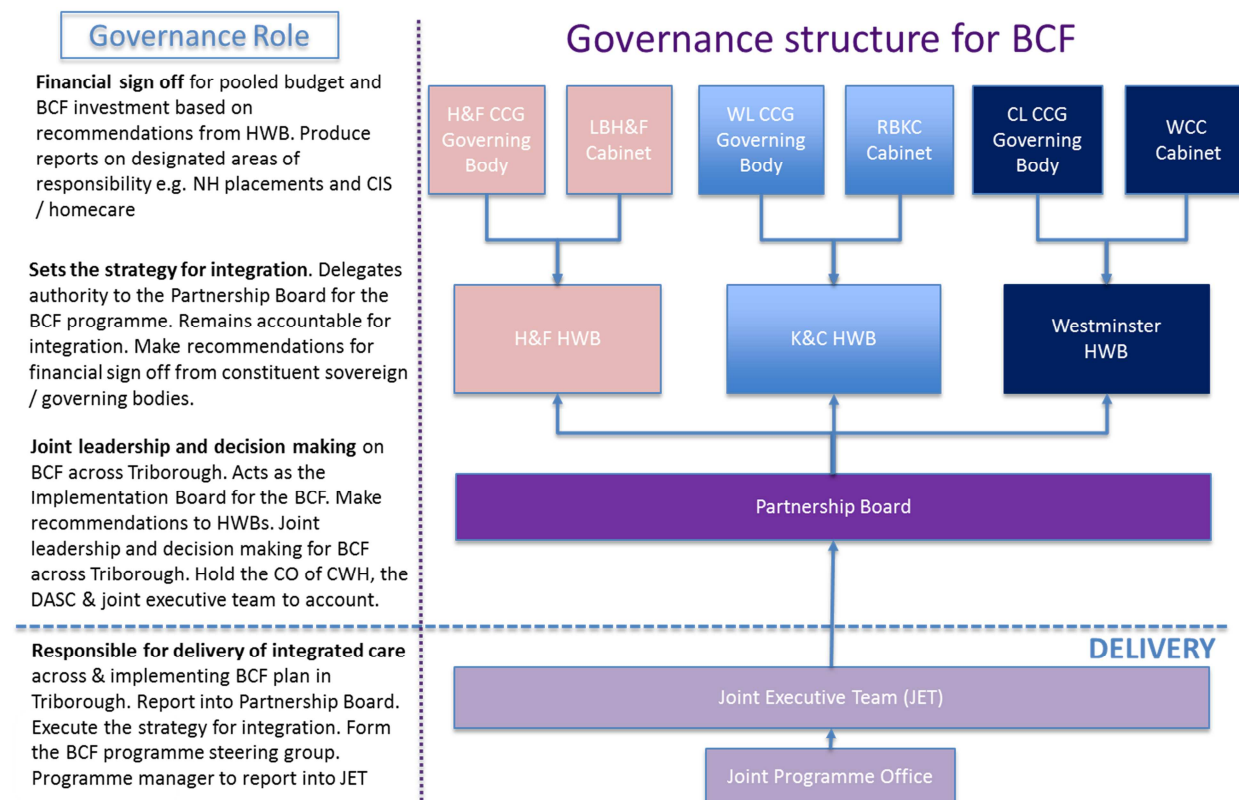 Governance Role
Financial sign off for pooled budget and
BCF investment based on
recommendations from HWB. Produce
reports on designated areas of
responsibility e.g. NH placements and CIS
/ homecare
Sets the strategy for integration. Delegates
authority to the Partnership Board for the
BCF programme. Remains accountable for
integration. Make recommendations for
financial sign off from constituent sovereign
/ governing bodies.
Joint leadership and decision making on
BCF across Triborough. Acts as the
Implementation Board for the BCF. Make
recommendations to HWBs. Joint
leadership and decision making for BCF
across Triborough. Hold the CO of CWH, the
DASC & joint executive team to account.
Responsible for delivery of integrated care
across & implementing BCF plan in
Triborough. Report into Partnership Board.
Execute the strategy for integration. Form
the BCF programme steering group.
Programme manager to report into JET
Governance structure for BCF
H&F CCG
Governing
Body
LBH&F
Cabinet
WL CCG
Governing
Body
RBKC
Cabinet
CL CCG
Governing
Body
WCC
Cabinet
H&F HWB
K&C HWB
Westminster
HWB
Partnership Board
DELIVERY
Joint Executive Team (JET)
Joint Programme Office